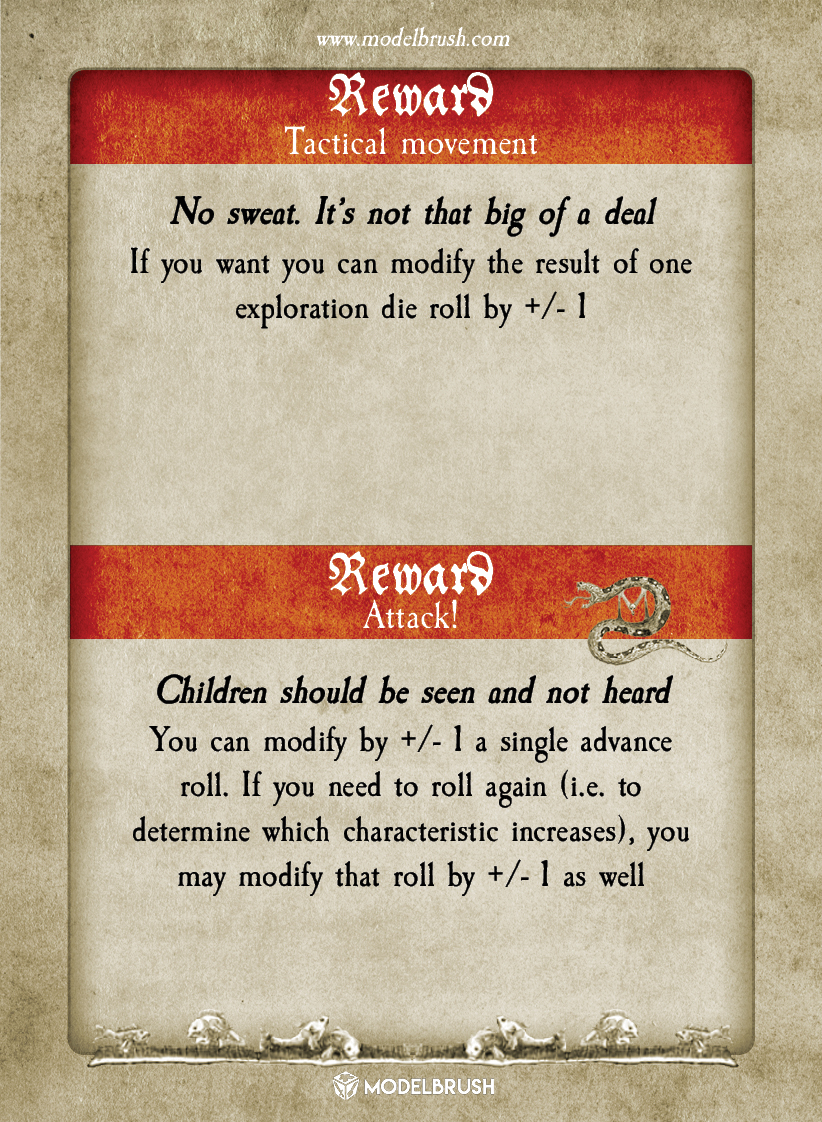 www.modelbrush.com
Reward
Tactical movement
No sweat. It's not that big of a deal
If you want you can modify the result of one
exploration die roll by +/- 1
Reward
Attack!
M
Children should be seen and not heard
You can modify by +/- 1 a single advance
roll. If you need to roll again (i.e. to
determine which characteristic increases), you
may modify that roll by +/- 1 as well
MODELBRUSH